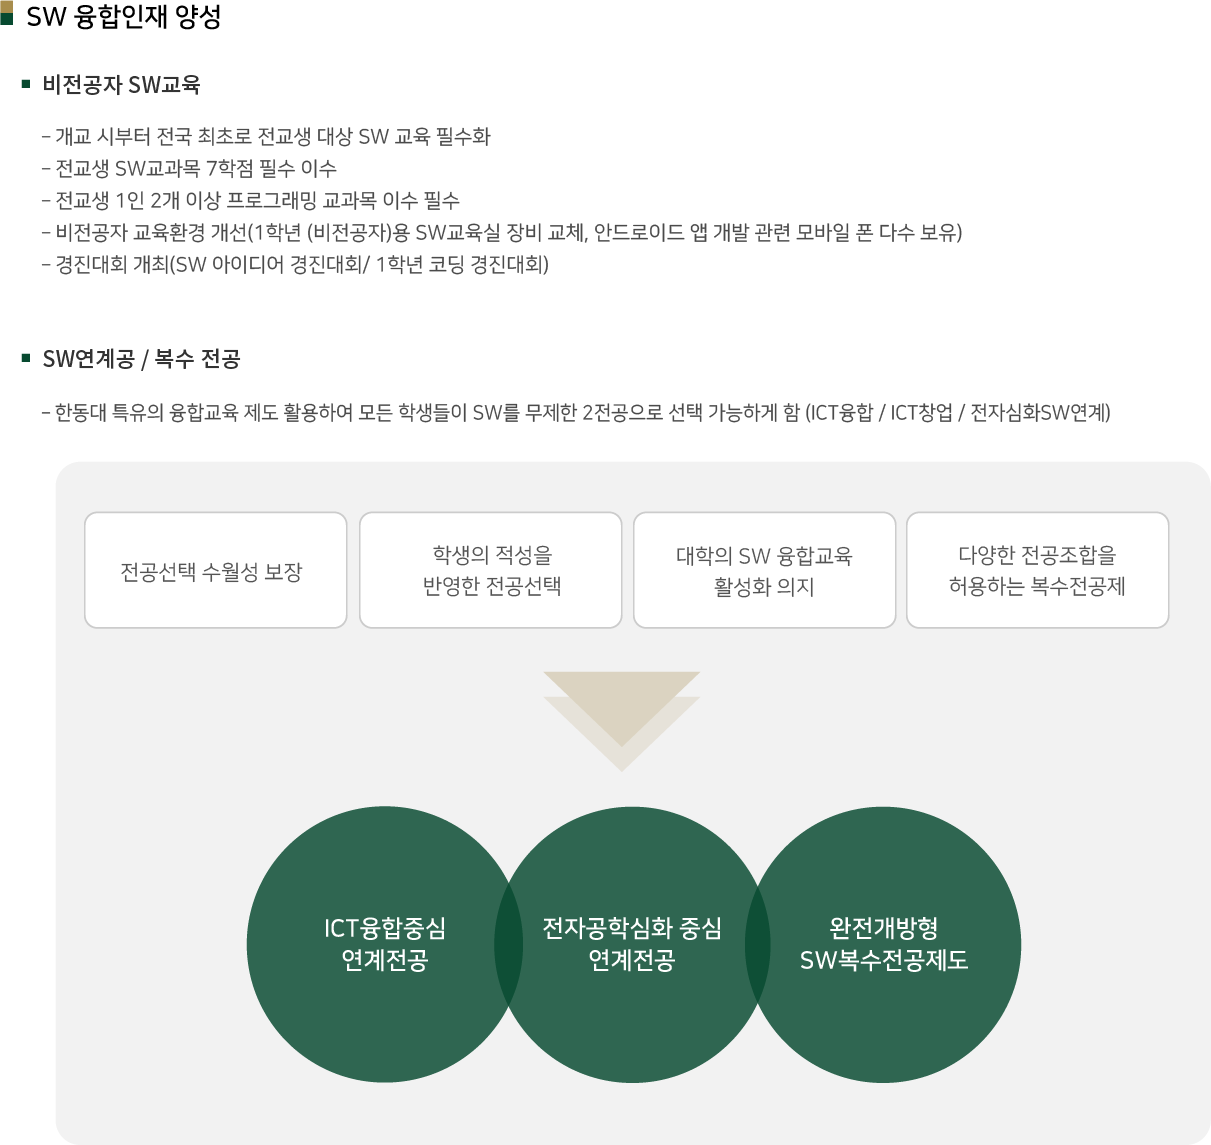 SW 융합인재 양성
비전공자 SW교육
- 개교 시부터 전국 최초로 전교생 대상 SW 교육 필수화
- 전교생 SW교과목 7학점 필수 이수
- 전교생 1인 2개 이상 프로그래밍 교과목 이수 필수
- 비전공자 교육환경 개선(1학년 (비전공자)용 SW교육실 장비 교체, 안드로이드 앱 개발 관련 모바일 폰 다수 보유)
- 경진대회 개최(SW 아이디어 경진대회/ 1학년 코딩 경진대회)
SW연계공 / 복수 전공
- 한동대 특유의 융합교육 제도 활용하여 모든 학생들이 SW를 무제한 2전공으로 선택 가능하게 함 (ICT융합 / ICT창업 / 전자심화SW연계)
전공선택 수월성 보장
학생의 적성을
반영한 전공선택
대학의 SW 융합교육
활성화 의지
다양한 전공조합을
허용하는 복수전공제
ICT융합중심
연계전공
전자공학심화 중심
연계전공
완전개방형
SW복수전공제도